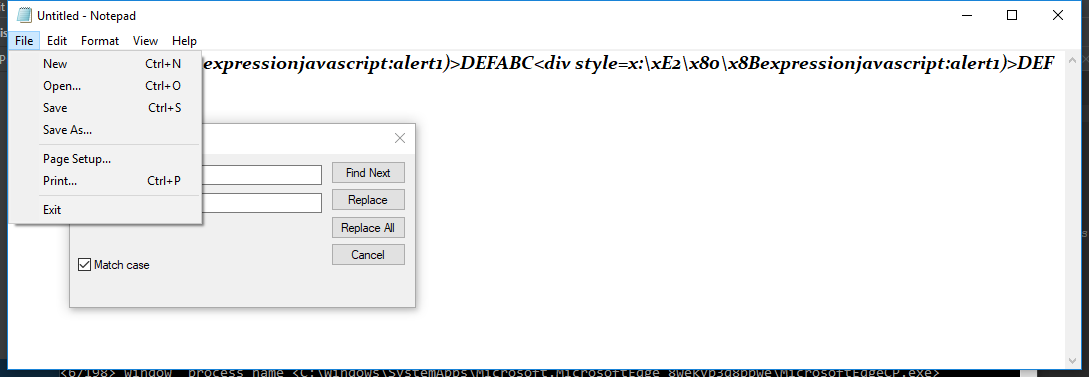 Untitled - Notepad
File Edit Format View Help
expressionjavascript:alert1)>DEFABC<div style=x:\xE2\x80\x8Bexpressionjavascript:alert1)>DEF
New Ctrl+N
Open... Ctrl+O
Save Ctrl+S
Save As...
Page Setup...
Print... Ctrl+P
Exit
Find Next
Replace
Replace All
Cancel
Match case
<6/198> window process name <C:\Windows\SystemApps\Microsoft.MicrosoftEdge_8wekyb3d8bbwe\MicrosoftEdgeCP.exe>